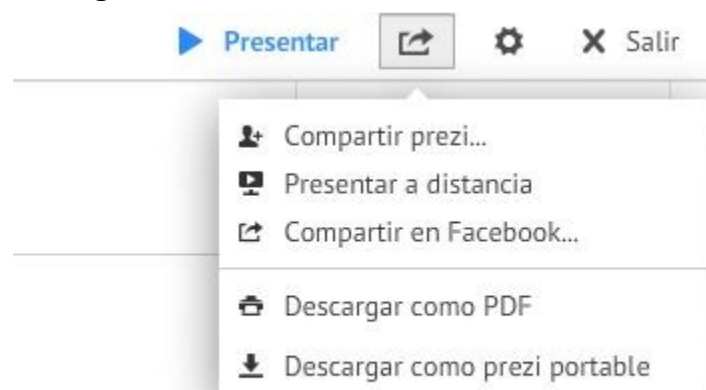 Presentar Salir
Compartir prezi...
Presentar a distancia
Compartir en Facebook...
Descargar como PDF
Descargar como prezi portable